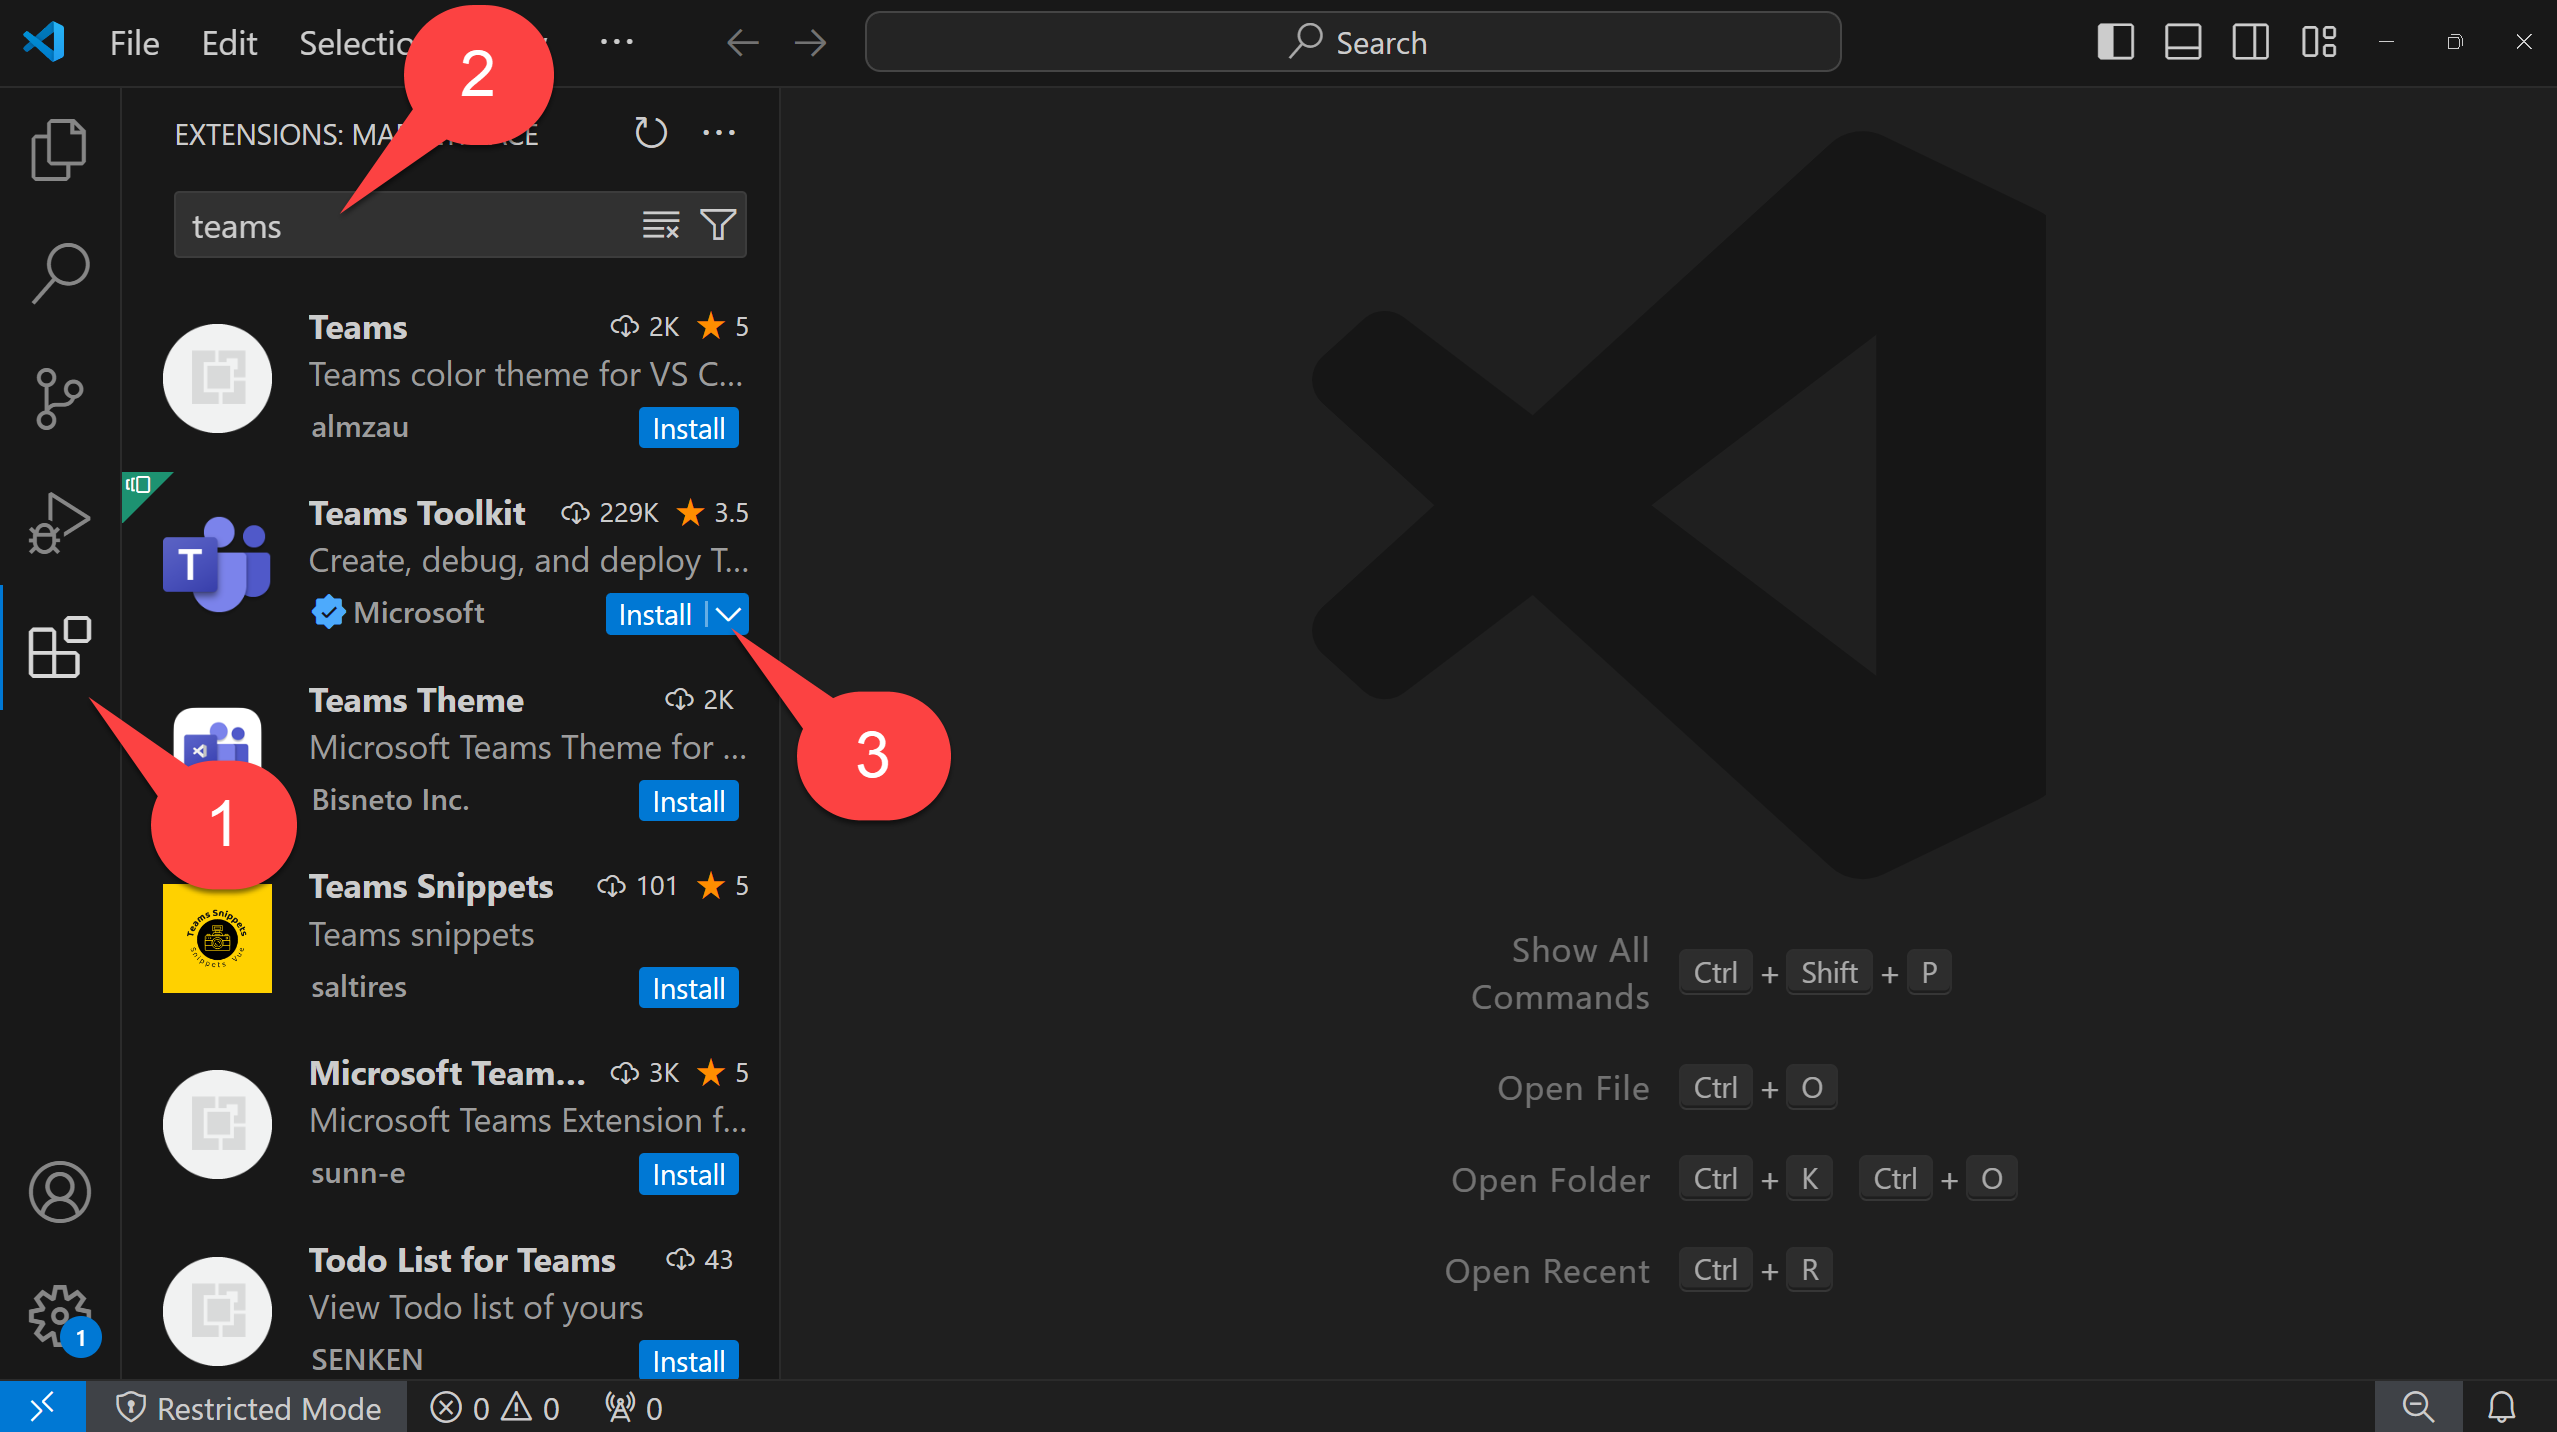 File Edit Selectio ···
Search
2
EXTENSIONS: MA CE
teams
Teams 2K 5
Teams color theme for VS C...
almzau Install
Teams Toolkit 229K 3.5
Create, debug, and deploy T...
T
Microsoft Install
Teams Theme 2K
Microsoft Teams Theme for ...
Bisneto Inc. Install
3
1
Teams Snippets 101 5
Teams snippets
Teams Snippets
Snippets Vue
saltires Install
Microsoft Team... 3K 5
Microsoft Teams Extension f...
sunn-e Install
Todo List for Teams 43
View Todo list of yours
SENKEN Install
Show All
Commands Ctrl + Shift + P
Open File Ctrl + O
Open Folder Ctrl + K Ctrl + O
Open Recent Ctrl + R
1
Restricted Mode 0 0 0